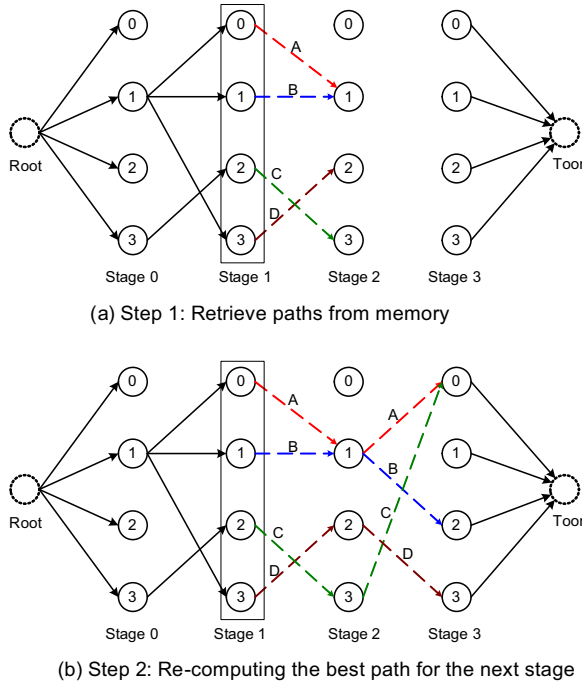 0 0 A 0 0
1 1 B 1 1
Root Toor
2 2 C 2 2
D
3 3 3 3
Stage 0 Stage 1 Stage 2 Stage 3
(a) Step 1: Retrieve paths from memory
0 0 A 0 A 0
1 1 B 1 B 1
Root Toor
2 2 C 2 C D 2
D
3 3 3 3
Stage 0 Stage 1 Stage 2 Stage 3
(b) Step 2: Re-computing the best path for the next stage